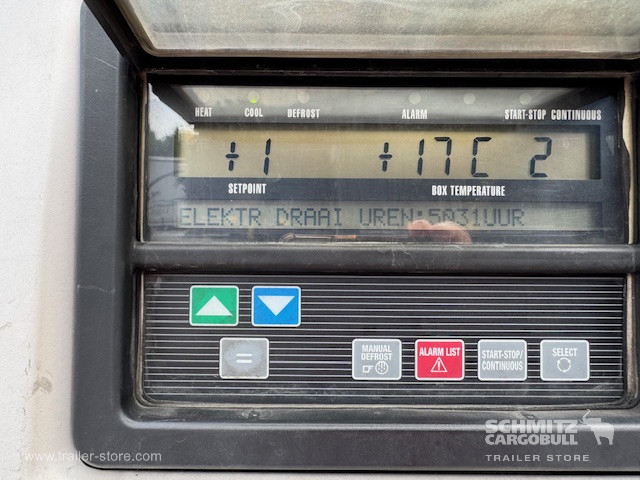 HEAT COOL DEFROST ALARM START-STOP CONTINUOUS
+1 +17C 2
SETPOINT BOX TEMPERATURE
ELEKTR DRAAI UREN:5031UUR
=
MANUAL DEFROST
ALARM LIST
START-STOP/ CONTINUOUS
SELECT
SCHMITZ
CARGOBULL
TRAILER STORE
www.trailer-store.com